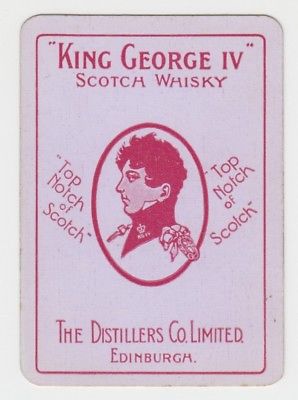 "KING GEORGE IV"
SCOTCH WHISKY
"TOP
NOTCH
of
SCOTCH"
"TOP
NOTCH
of
SCOTCH"
THE DISTILLERS CO. LIMITED.
EDINBURGH.